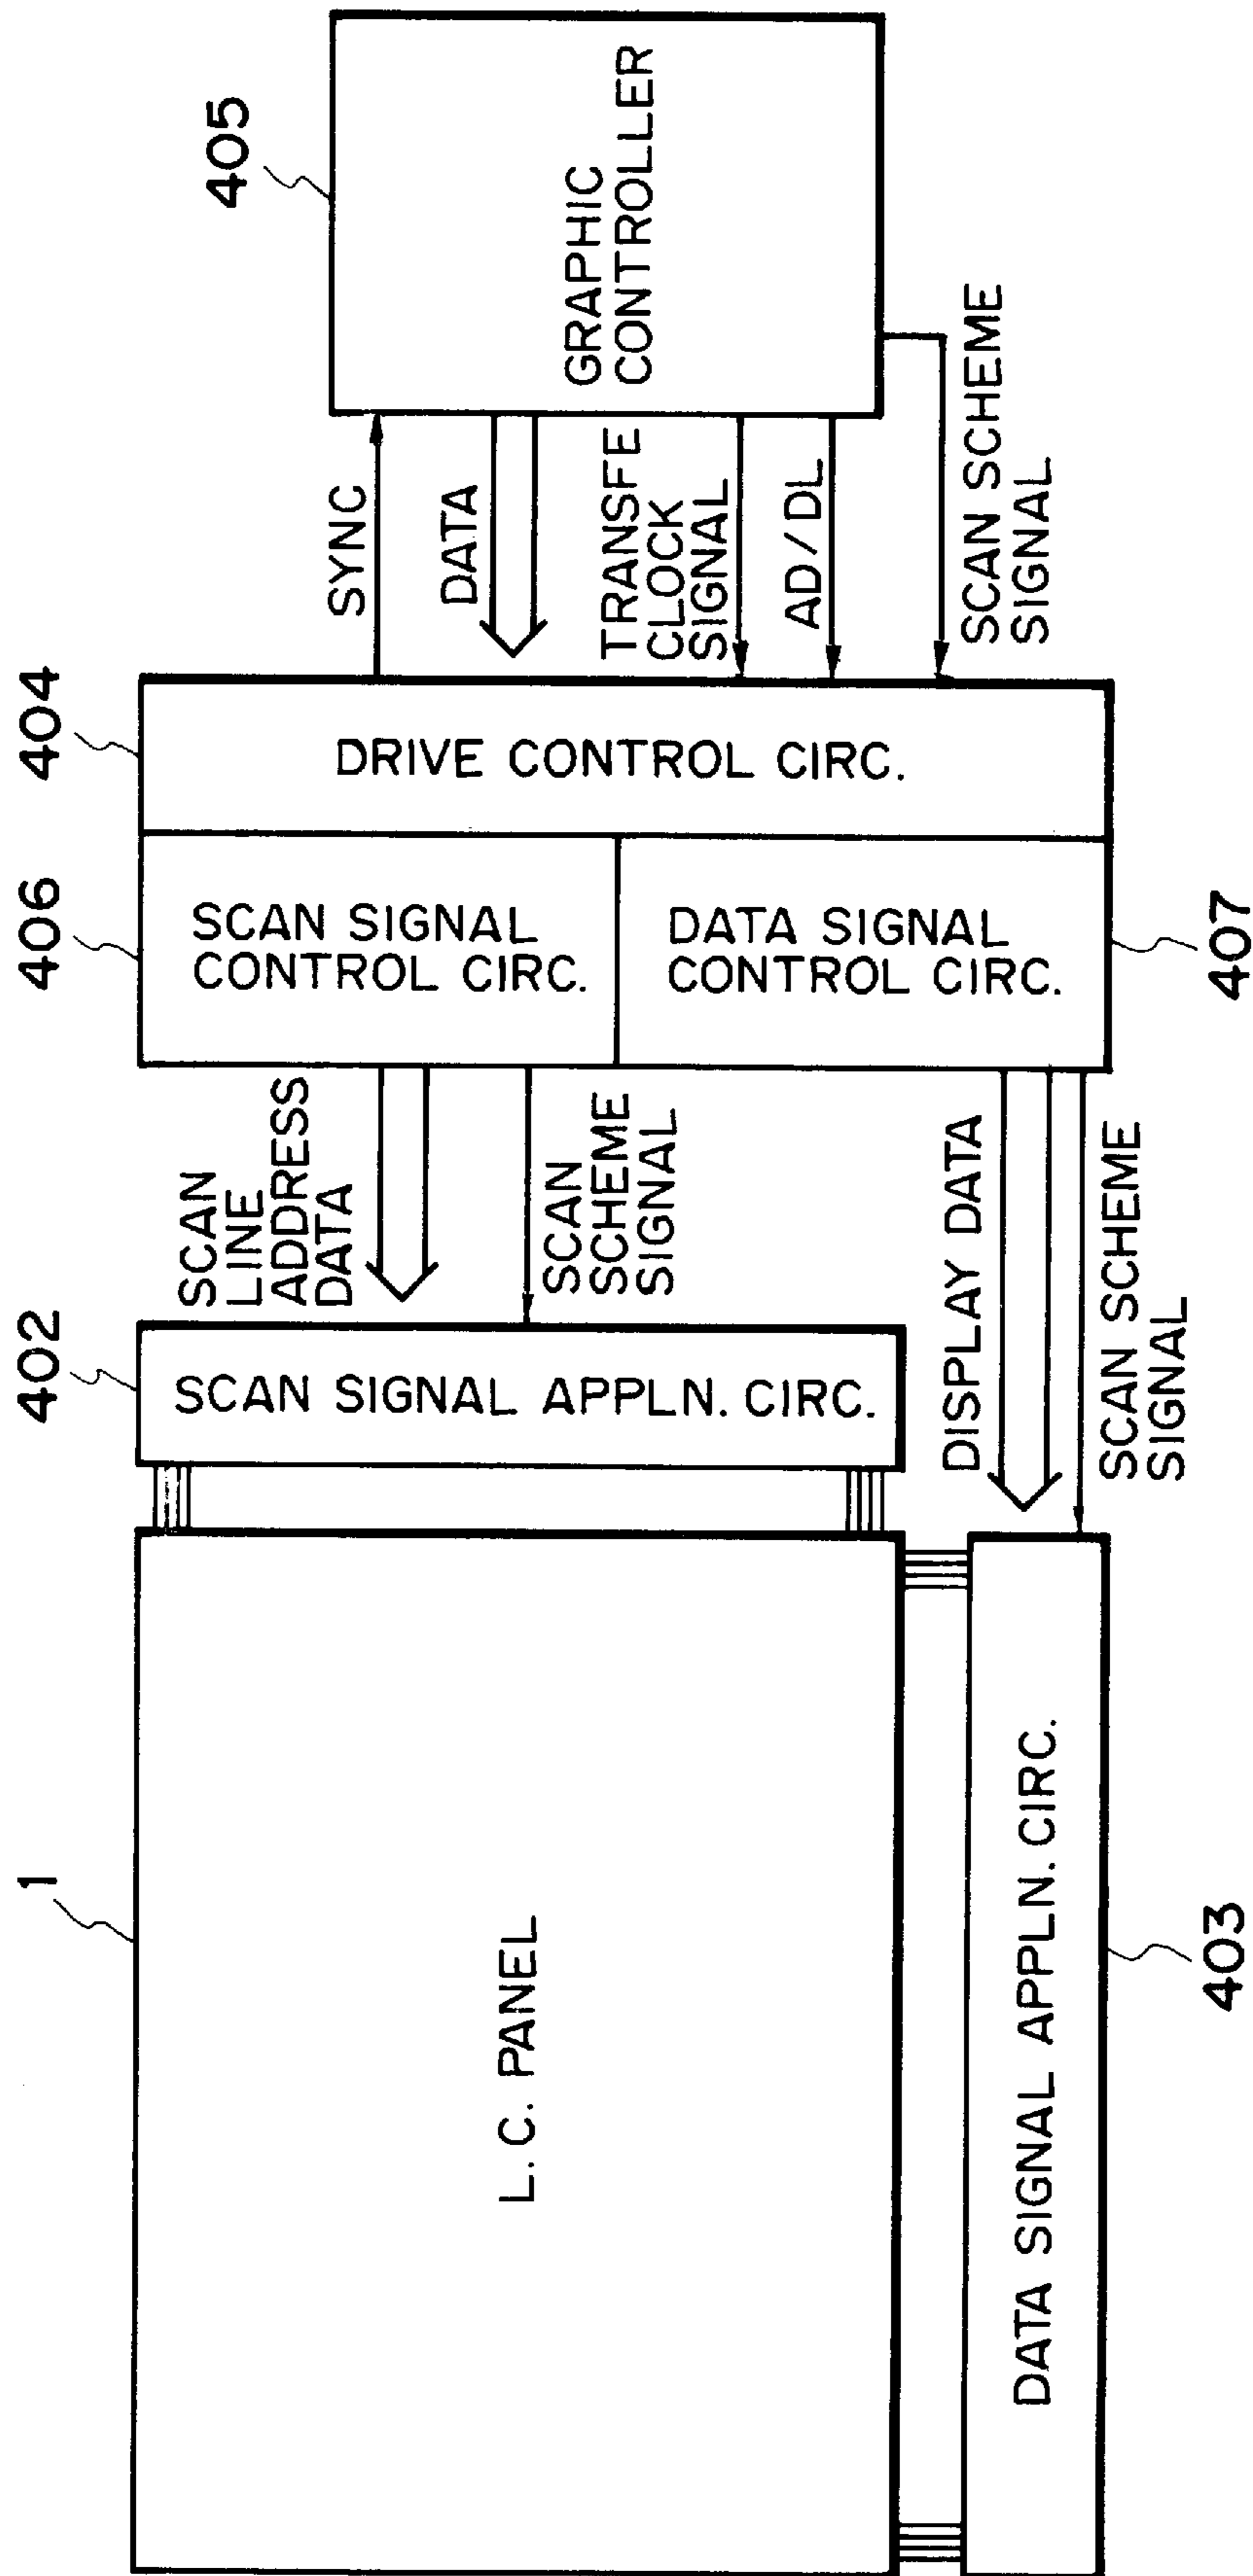 1
402
406
404
405
L. C. PANEL
SCAN SIGNAL APPLN. CIRC.
SCAN
LINE
ADDRESS
DATA
SCAN
SCHEME
SIGNAL
SCAN SIGNAL
CONTROL CIRC.
DATA SIGNAL
CONTROL CIRC.
DRIVE CONTROL CIRC.
SYNC
DATA
TRANSFE
CLOCK
SIGNAL
AD/DL
SCAN SCHEME
SIGNAL
GRAPHIC
CONTROLLER
DISPLAY DATA
SCAN SCHEME
SIGNAL
DATA SIGNAL APPLN. CIRC.
403
407